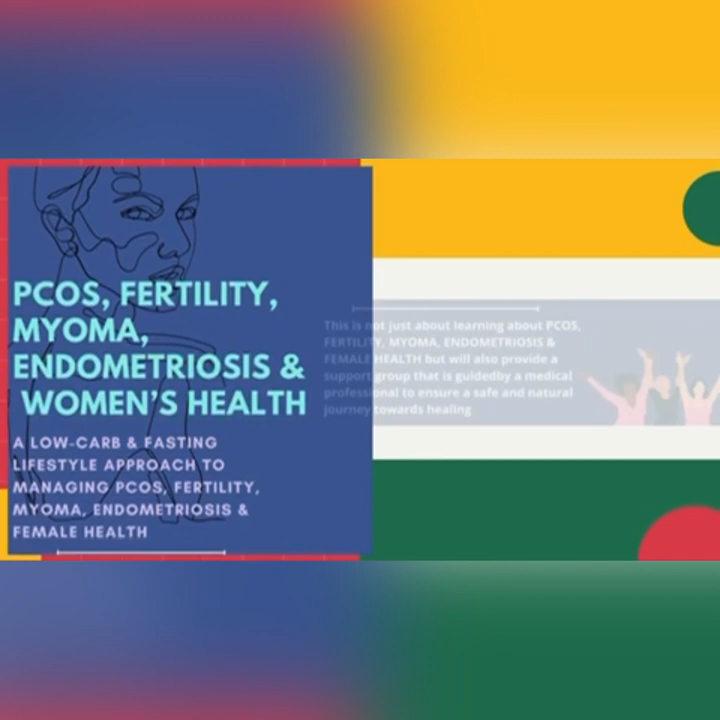 PCOS, FERTILITY,
MYOMA,
ENDOMETRIOSIS &
WOMEN'S HEALTH
A LOW-CARB & FASTING
LIFESTYLE APPROACH TO
MANAGING PCOS, FERTILITY,
MYOMA, ENDOMETRIOSIS &
FEMALE HEALTH
This is not just about learning about PCOS,
FERTILITY, MYOMA, ENDOMETRIOSIS &
FEMALE HEALTH but will also provide a
support group that is guidedby a medical
professional to ensure a safe and natural
journey towards healing